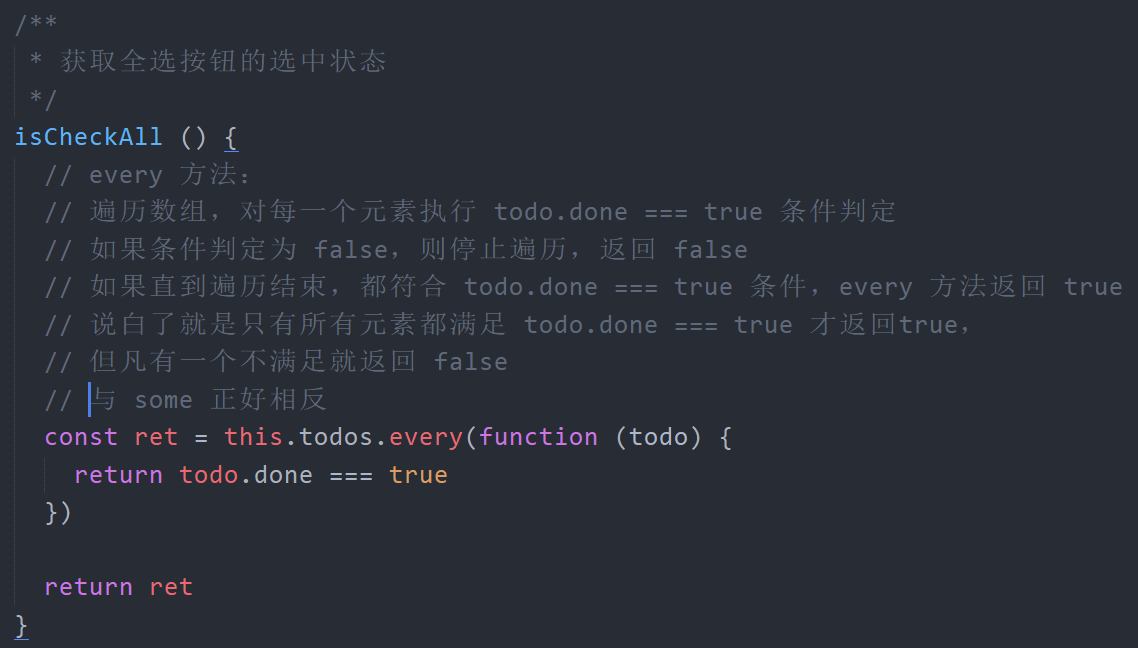 /**
 * 获取全选按钮的选中状态
 */
isCheckAll () {
  // every 方法：
  // 遍历数组，对每一个元素执行 todo.done === true 条件判定
  // 如果条件判定为 false，则停止遍历，返回 false
  // 如果直到遍历结束，都符合 todo.done === true 条件，every 方法返回 true
  // 说白了就是只有所有元素都满足 todo.done === true 才返回true，
  // 但凡有一个不满足就返回 false
  // 与 some 正好相反
  const ret = this.todos.every(function (todo) {
    return todo.done === true
  })
  return ret
}